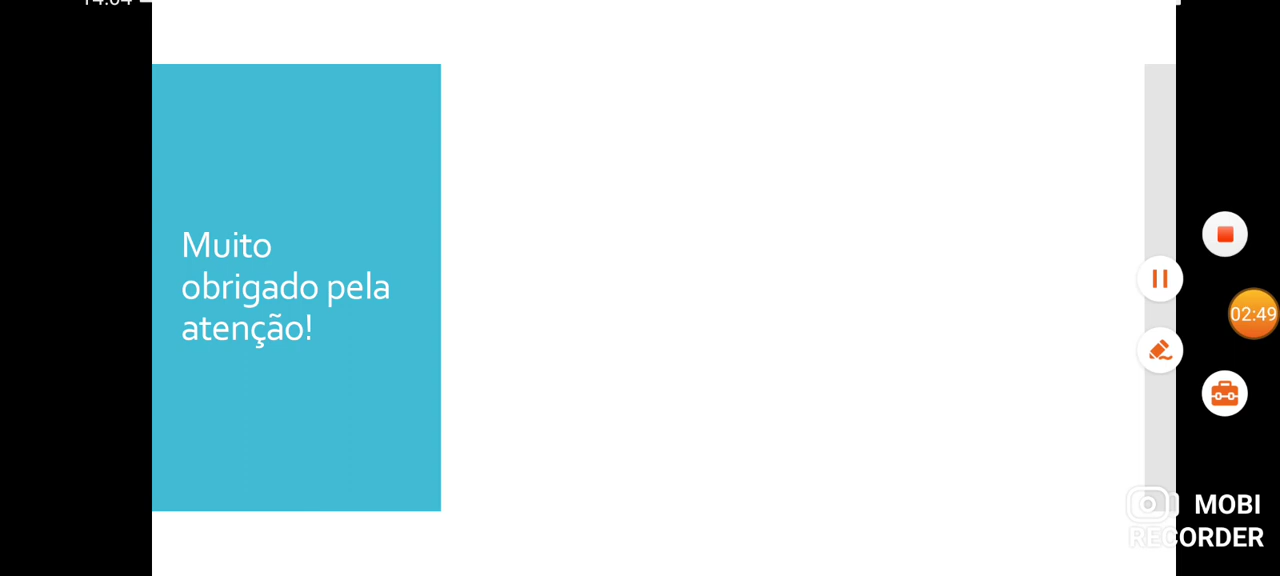 Muito
obrigado pela
atenção!
02:49
MOBI
RECORDER